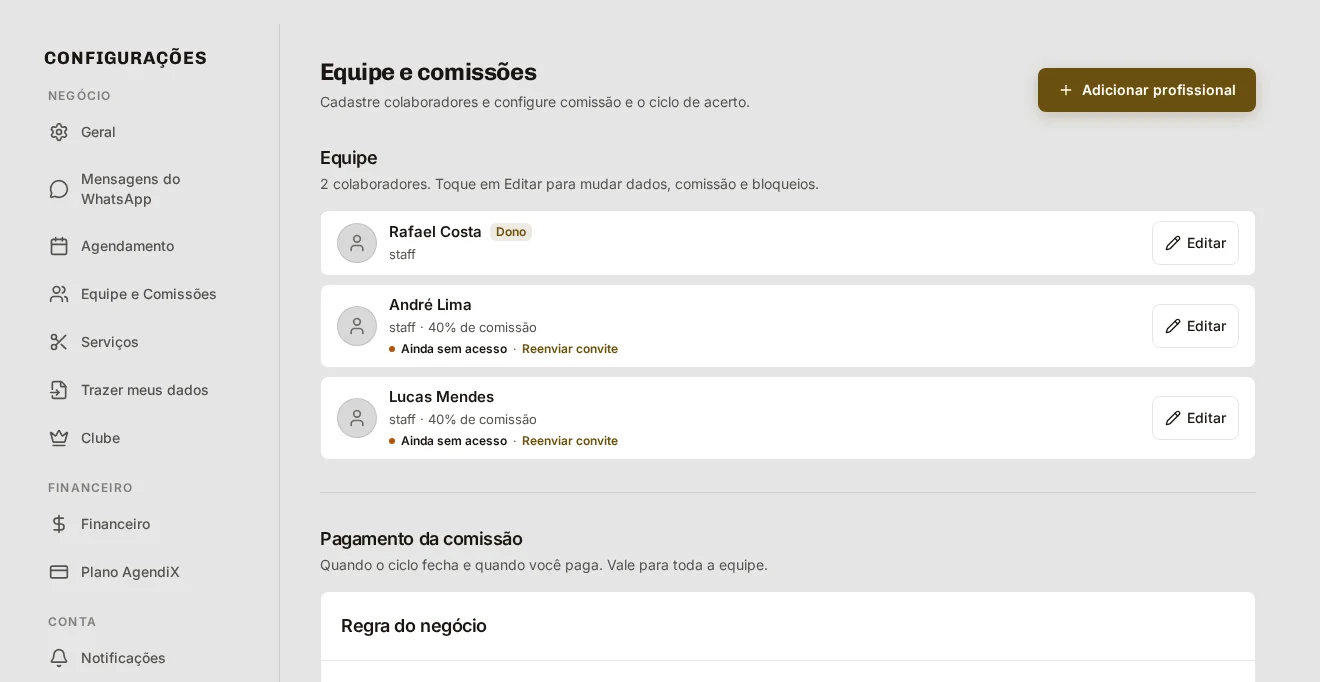 CONFIGURAÇÕES
NEGÓCIO
Geral
Mensagens do
WhatsApp
Agendamento
Equipe e Comissões
Serviços
Trazer meus dados
Clube
FINANCEIRO
Financeiro
Plano AgendiX
CONTA
Notificações
Equipe e comissões
Cadastre colaboradores e configure comissão e o ciclo de acerto.
+ Adicionar profissional
Equipe
2 colaboradores. Toque em Editar para mudar dados, comissão e bloqueios.
Rafael Costa Dono
staff
Editar
André Lima
staff · 40% de comissão
Ainda sem acesso · Reenviar convite
Editar
Lucas Mendes
staff · 40% de comissão
Ainda sem acesso · Reenviar convite
Editar
Pagamento da comissão
Quando o ciclo fecha e quando você paga. Vale para toda a equipe.
Regra do negócio